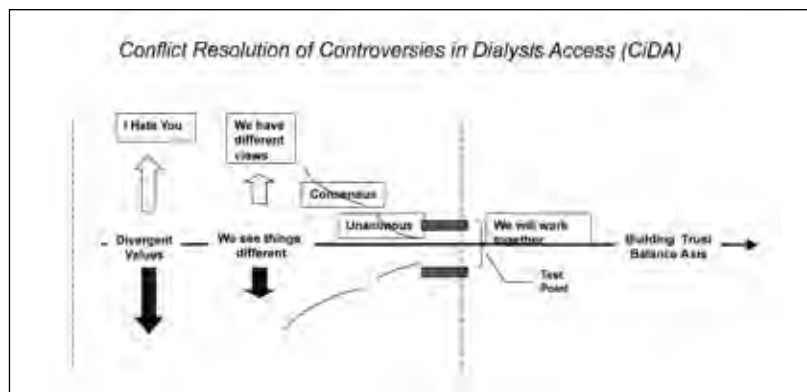 Conflict Resolution of Controversies in Dialysis Access (CiDA)
I Hate You
We have
different
views
Consensus
Unanimous
We will work
together
Divergent
Values
We see things
different
Building Trust
Balance Axis
Test
Point